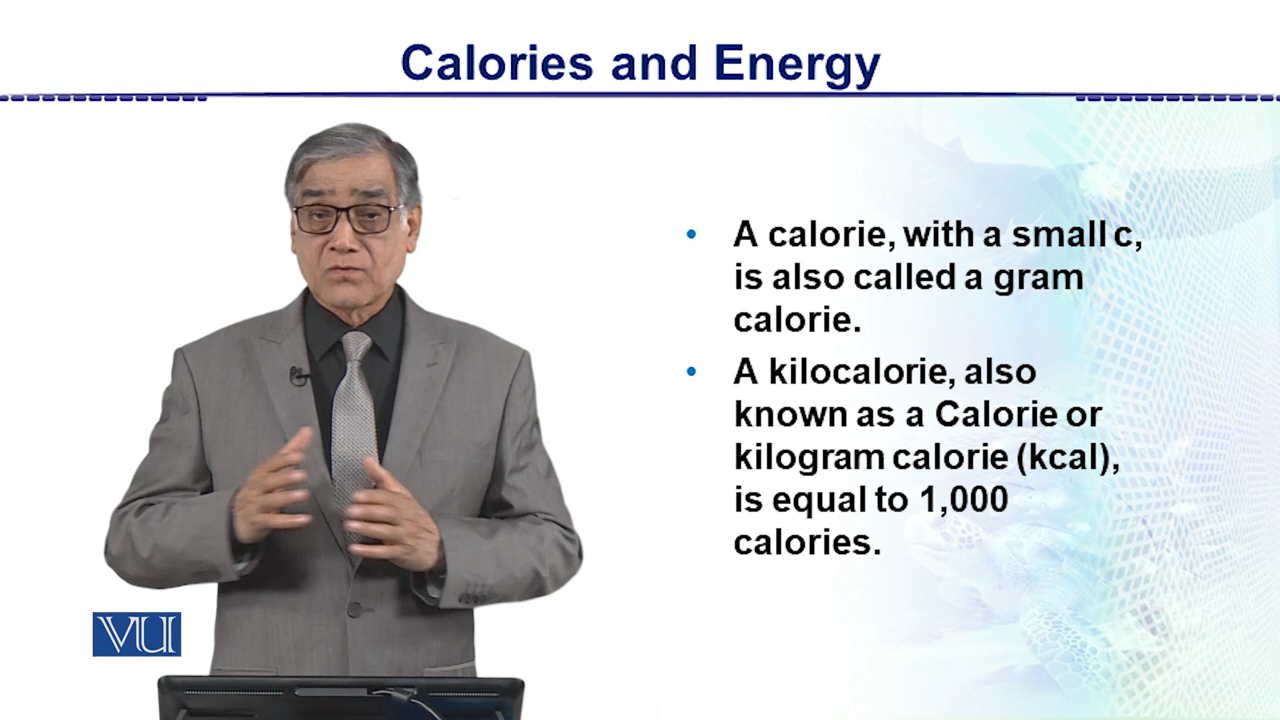 Calories and Energy
• A calorie, with a small c,
is also called a gram
calorie.
• A kilocalorie, also
known as a Calorie or
kilogram calorie (kcal),
is equal to 1,000
calories.
VU